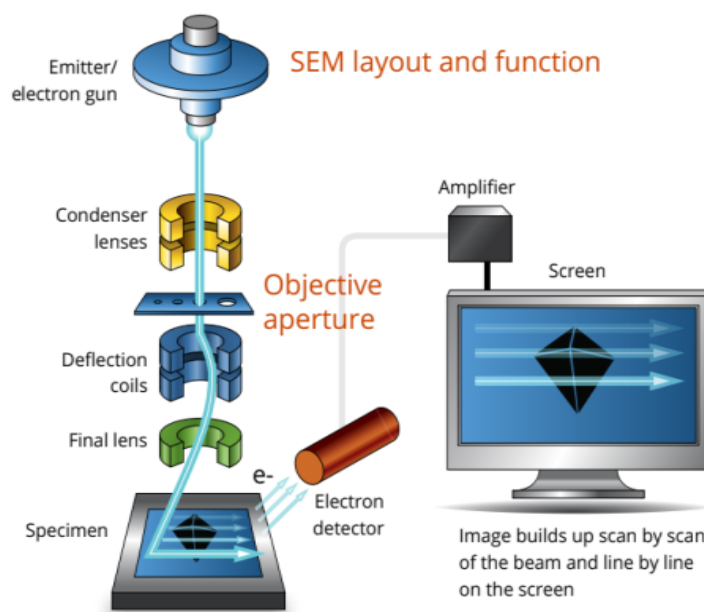 SEM layout and function
Emitter/
electron gun
Condenser
lenses
Objective
aperture
Deflection
coils
Final lens
Specimen
e-
Electron
detector
Amplifier
Screen
Image builds up scan by scan
of the beam and line by line
on the screen